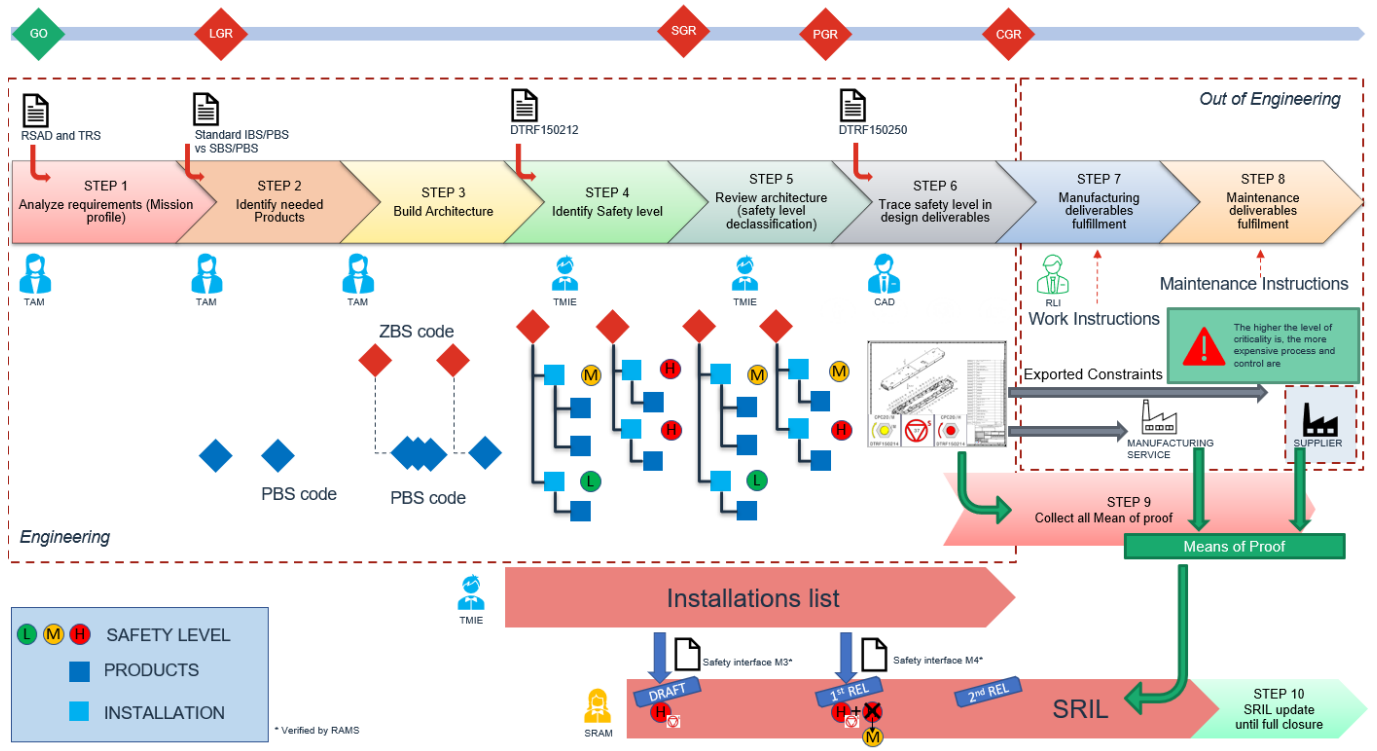 GO
LGR
SGR
PGR
CGR
Out of Engineering
RSAD and TRS
Standard IBS/PBS
vs SBS/PBS
DTRF150212
DTRF150250
STEP 1
Analyze requirements (Mission
profile)
STEP 2
Identify needed
Products
STEP 3
Build Architecture
STEP 4
Identify Safety level
STEP 5
Review architecture
(safety level
declassification)
STEP 6
Trace safety level in
design deliverables
STEP 7
Manufacturing
deliverables
fulfillment
STEP 8
Maintenance
deliverables
fulfilment
TAM
TAM
TAM
TMIE
TMIE
CAD
RLI
Work Instructions
Maintenance Instructions
The higher the level of
criticality is, the more
expensive process and
control are
ZBS code
PBS code
PBS code
M
H
H
L
M
M
H
L
CPC2G/M
S
CPC2G/H
DTRF150214
DTRF150214
Exported Constraints
MANUFACTURING
SERVICE
SUPPLIER
STEP 9
Collect all Mean of proof
Means of Proof
Engineering
TMIE
Installations list
L M H SAFETY LEVEL
PRODUCTS
INSTALLATION
* Verified by RAMS
Safety interface M3*
Safety interface M4*
DRAFT
H
1st REL
H + X
M
2nd REL
SRAM
SRIL
STEP 10
SRIL update
until full closure